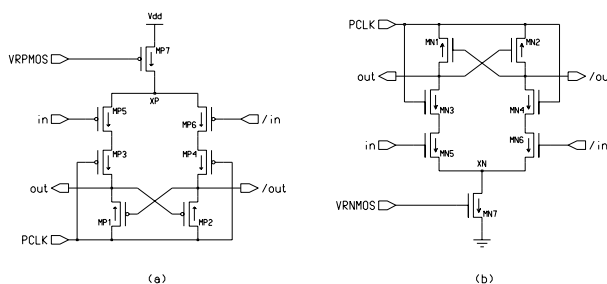 Vdd
VRPMOS
MP7
XP
in
MP5
MP6
/in
MP3
MP4
out
/out
MP1
MP2
PCLK
(a)
PCLK
MN1
MN2
out
/ou
MN3
MN4
in
MN5
MN6
/in
XN
VRNMOS
MN7
(b)